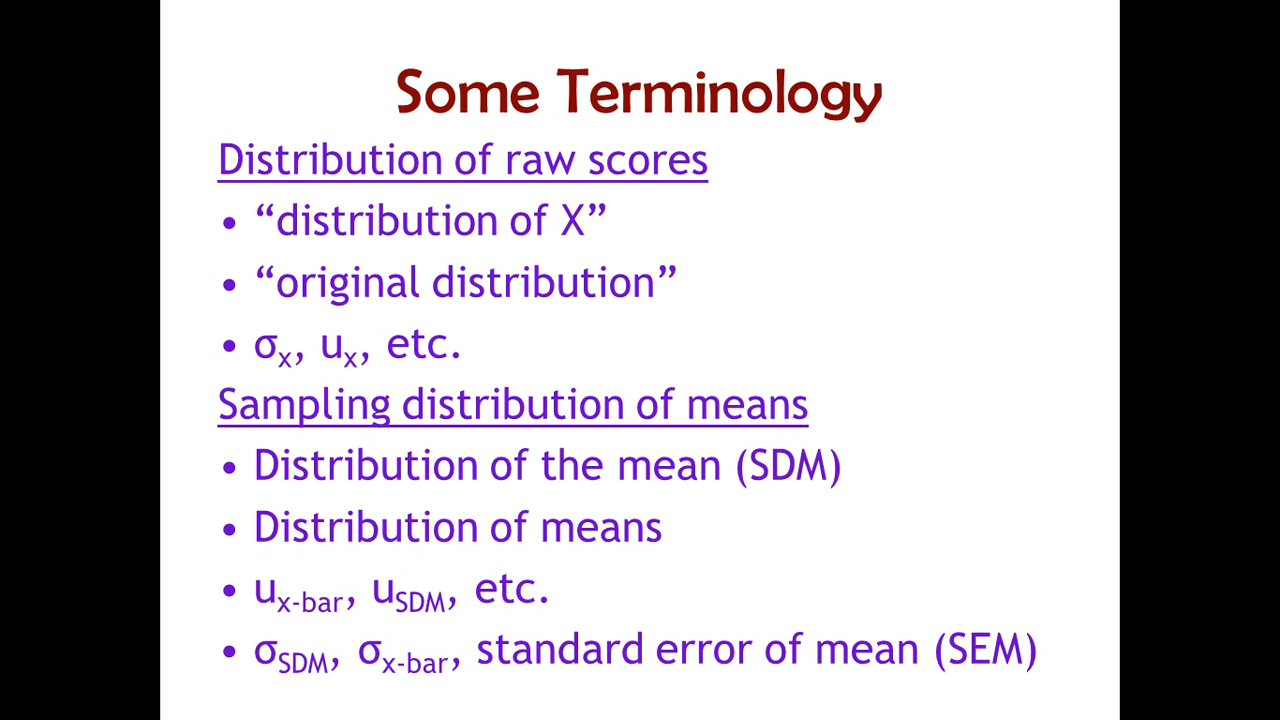 Some Terminology
Distribution of raw scores
• “distribution of X”
• “original distribution”
• σx, ux, etc.
Sampling distribution of means
• Distribution of the mean (SDM)
• Distribution of means
• ux-bar, uSDM, etc.
• σSDM, σx-bar, standard error of mean (SEM)